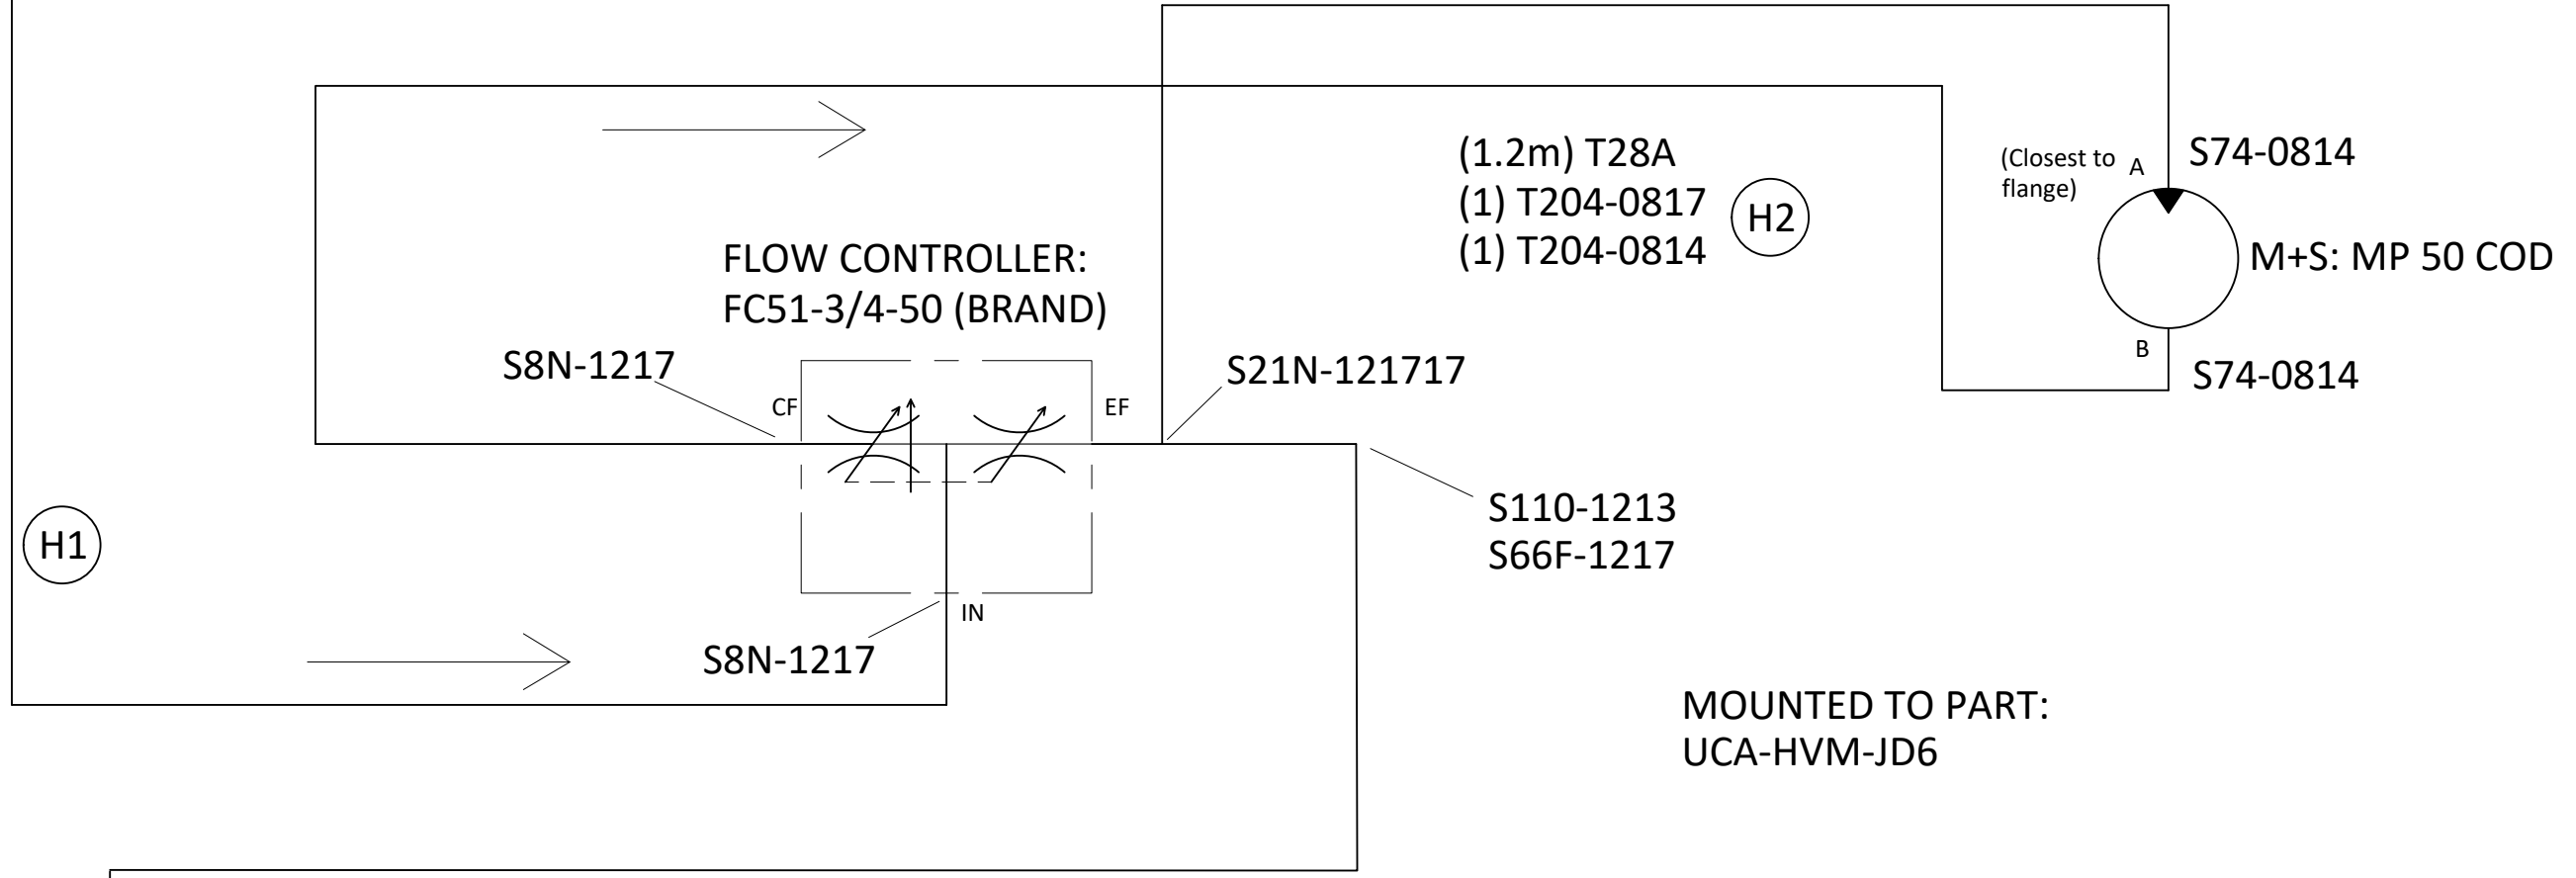 (1.2m) T28A
(1) T204-0817
(1) T204-0814
H2
(Closest to
flange)
A
S74-0814
M+S: MP 50 COD
B
S74-0814
FLOW CONTROLLER:
FC51-3/4-50 (BRAND)
S8N-1217
S21N-121717
CF
EF
H1
S110-1213
S66F-1217
IN
S8N-1217
MOUNTED TO PART:
UCA-HVM-JD6